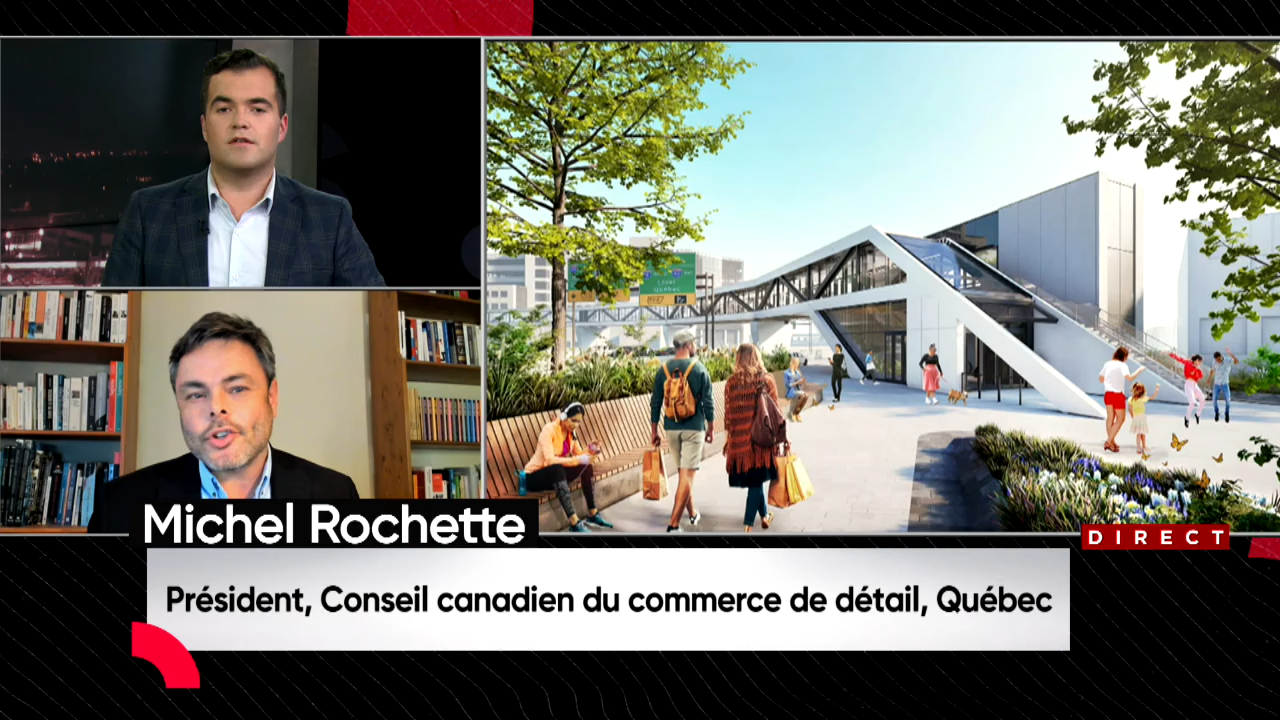 DIRECT
Michel Rochette
Président, Conseil canadien du commerce de détail, Québec